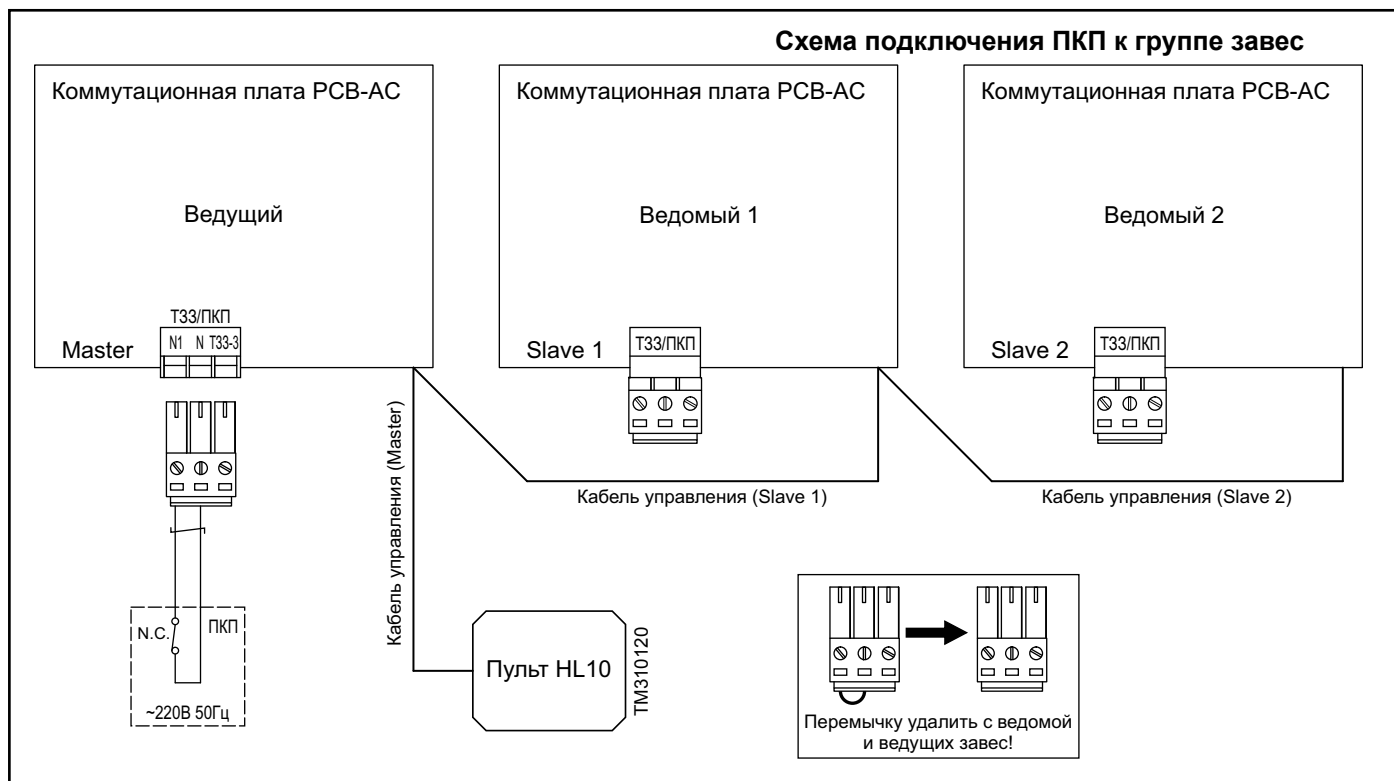 Схема подключения ПКП к группе завес
Коммутационная плата PCB-AC
Ведущий
ТЗЗ/ПКП
N1 N ТЗЗ-3
Master
Коммутационная плата PCB-AC
Ведомый 1
Slave 1
ТЗЗ/ПКП
Коммутационная плата PCB-AC
Ведомый 2
Slave 2
ТЗЗ/ПКП
Кабель управления (Master)
Кабель управления (Slave 1)
Кабель управления (Slave 2)
N.C.
ПКП
~220В 50Гц
Пульт HL10
TM310120
Перемычку удалить с ведомой
и ведущих завес!